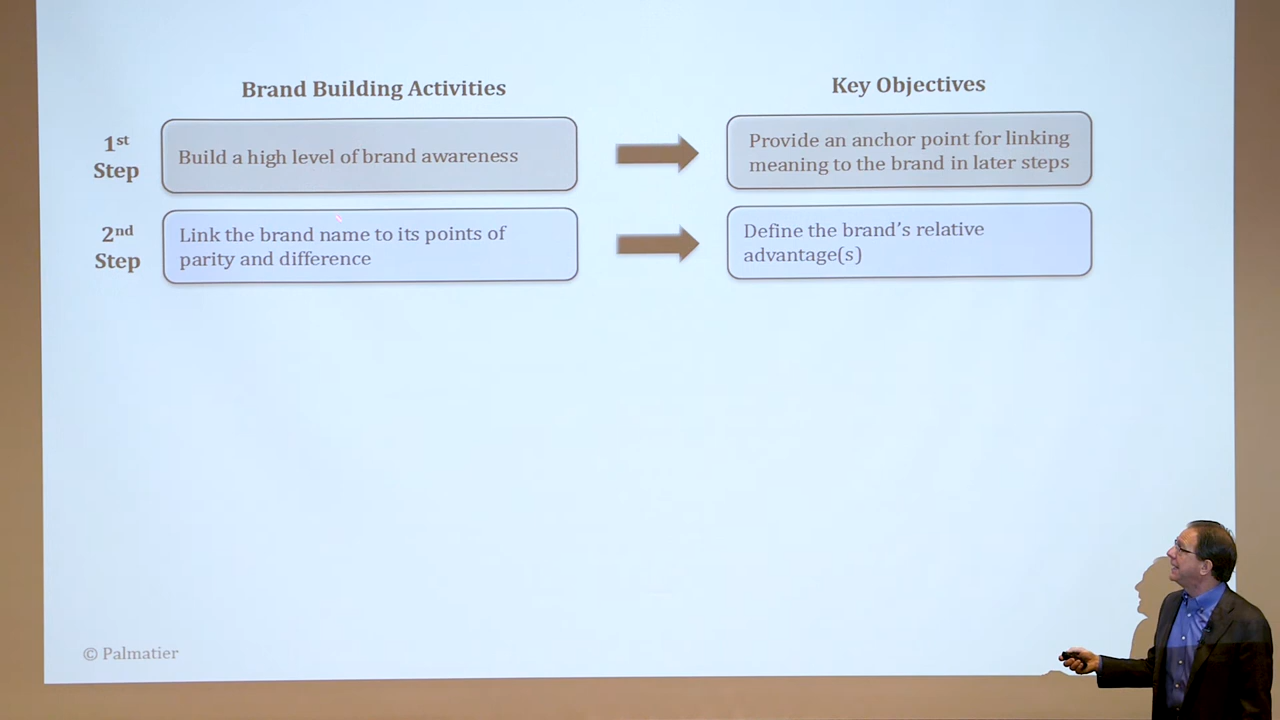 Brand Building Activities
Key Objectives
1st
Step
Build a high level of brand awareness
Provide an anchor point for linking
meaning to the brand in later steps
2nd
Step
Link the brand name to its points of
parity and difference
Define the brand's relative
advantage(s)
© Palmatier